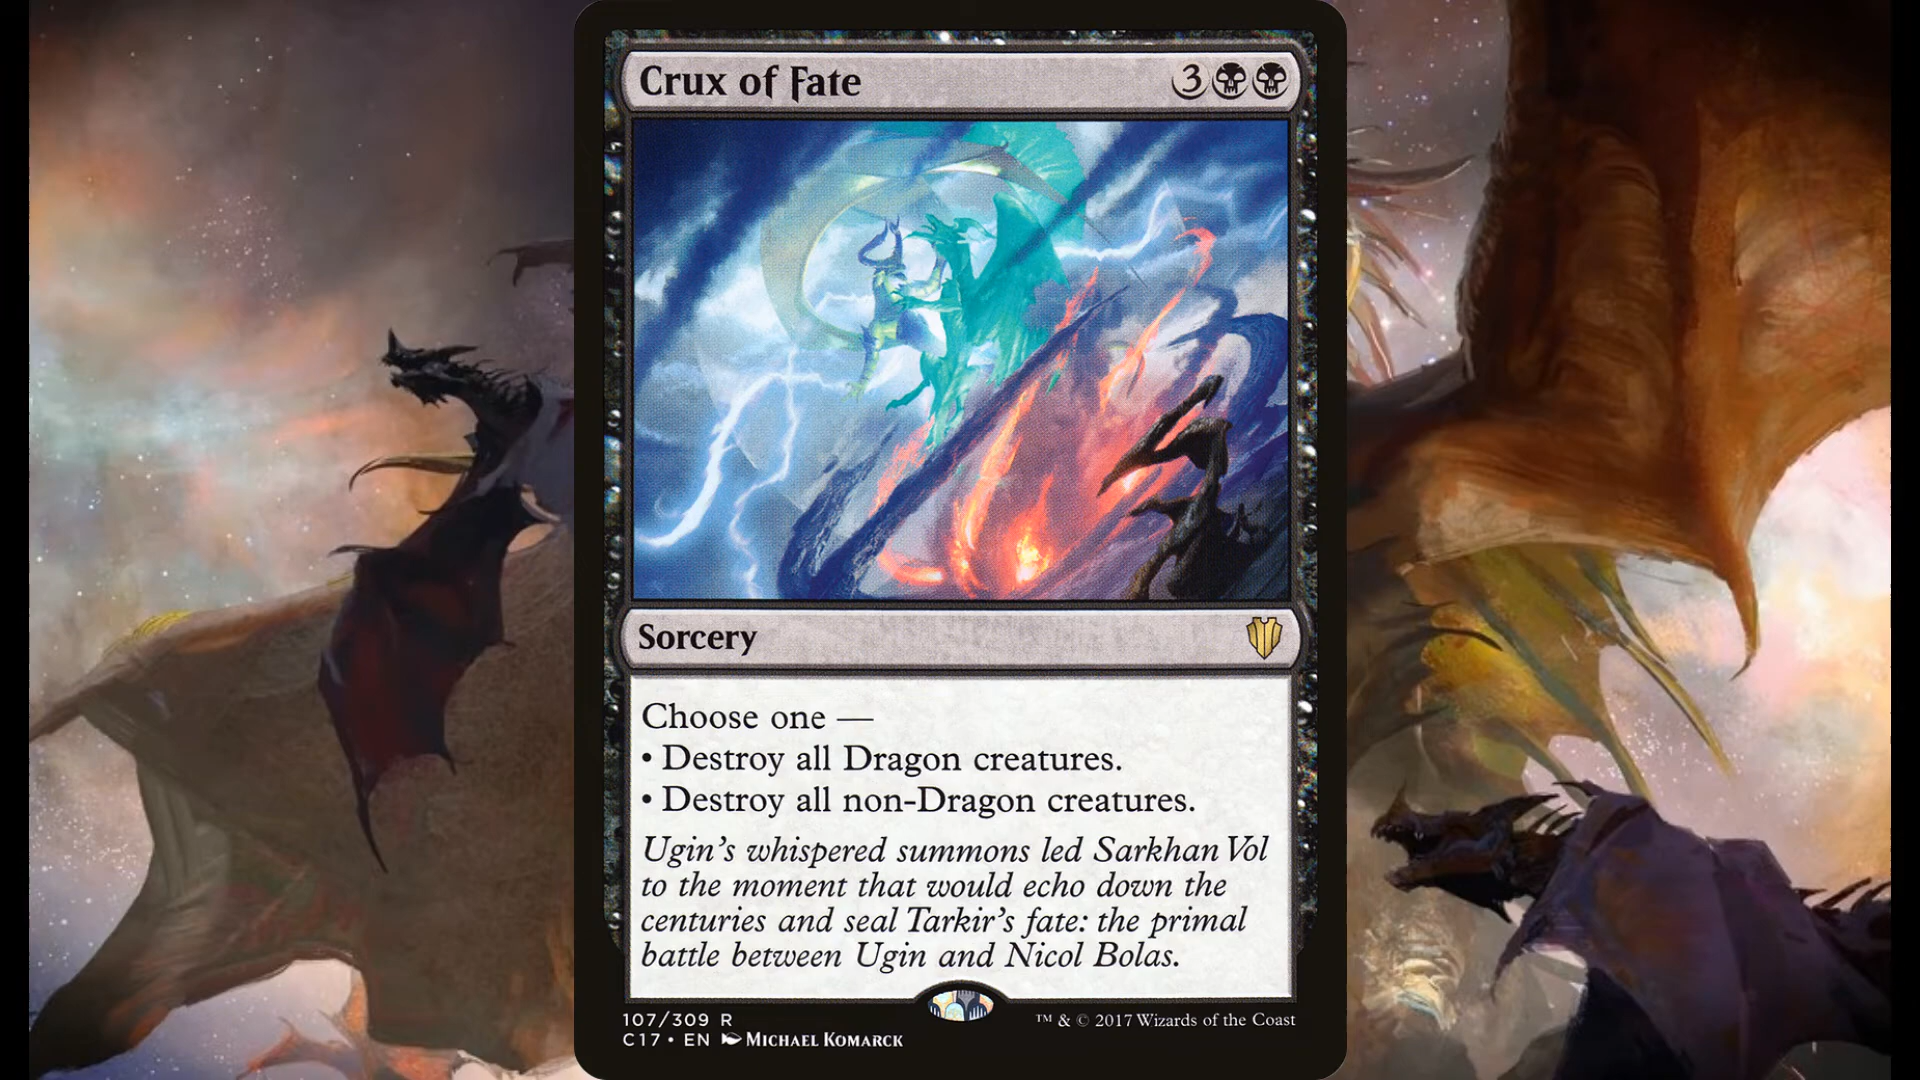 Crux of Fate 3
Sorcery
Choose one —
• Destroy all Dragon creatures.
• Destroy all non-Dragon creatures.
Ugin's whispered summons led Sarkhan Vol
to the moment that would echo down the
centuries and seal Tarkir's fate: the primal
battle between Ugin and Nicol Bolas.
107/309 R
C17 • EN MICHAEL KOMARCK
™ & © 2017 Wizards of the Coast